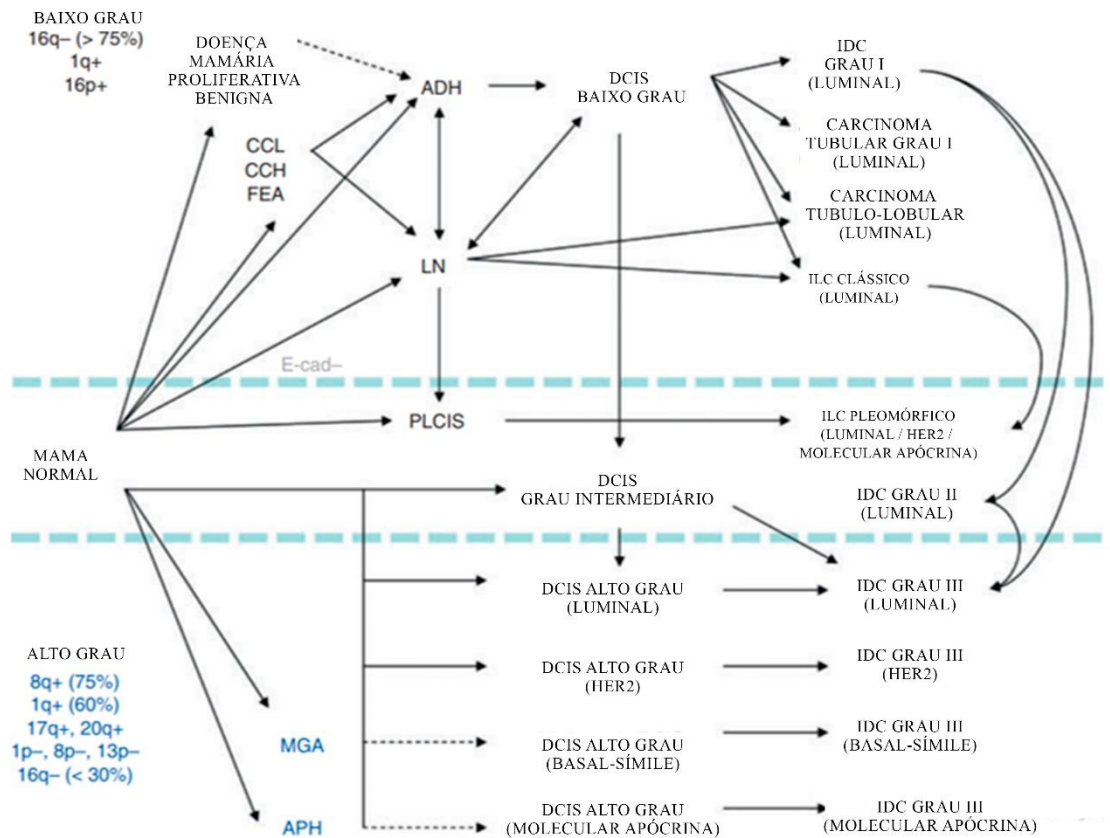 BAIXO GRAU
16q– (> 75%)
1q+
16p+
DOENÇA
MAMÁRIA
PROLIFERATIVA
BENIGNA
CCL
CCH
FEA
ADH
LN
E-cad–
DCIS
BAIXO GRAU
IDC
GRAU I
(LUMINAL)
CARCINOMA
TUBULAR GRAU I
(LUMINAL)
CARCINOMA
TUBULO-LOBULAR
(LUMINAL)
ILC CLÁSSICO
(LUMINAL)
MAMA
NORMAL
PLCIS
ILC PLEOMÓRFICO
(LUMINAL / HER2 /
MOLECULAR APÓCRINA)
DCIS
GRAU INTERMEDIÁRIO
IDC GRAU II
(LUMINAL)
DCIS ALTO GRAU
(LUMINAL)
IDC GRAU III
(LUMINAL)
ALTO GRAU
8q+ (75%)
1q+ (60%)
17q+, 20q+
1p–, 8p–, 13p–
16q– (< 30%)
DCIS ALTO GRAU
(HER2)
IDC GRAU III
(HER2)
MGA
DCIS ALTO GRAU
(BASAL-SÍMILE)
IDC GRAU III
(BASAL-SÍMILE)
APH
DCIS ALTO GRAU
(MOLECULAR APÓCRINA)
IDC GRAU III
(MOLECULAR APÓCRINA)